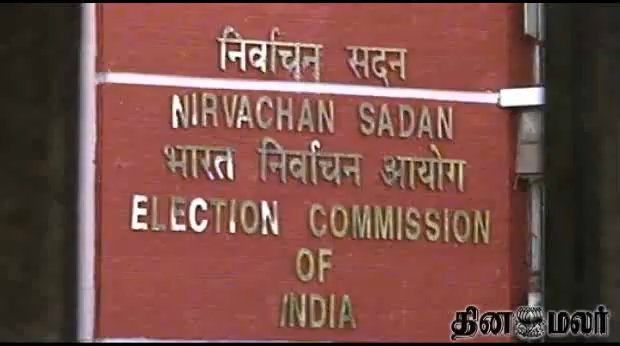 निर्वाचन सदन
NIRVACHAN SADAN
भारत निर्वाचन आयोग
ELECTION COMMISSION
OF
INDIA
தினமலர்